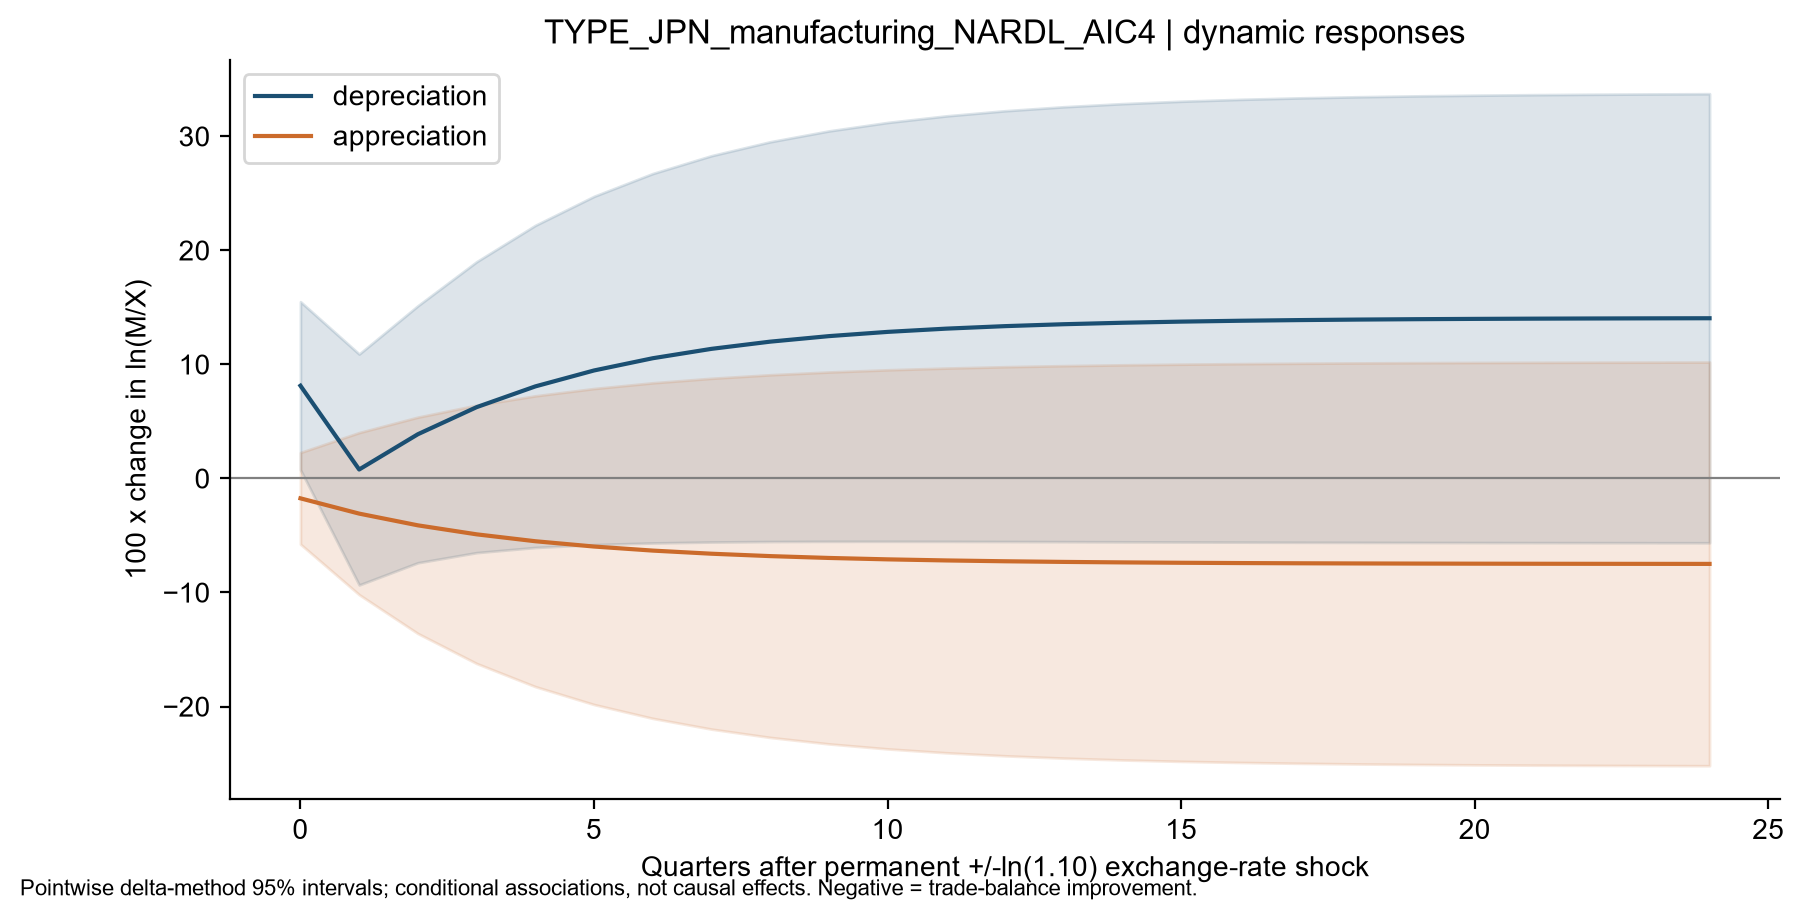 TYPE_JPN_manufacturing_NARDL_AIC4 | dynamic responses
depreciation
appreciation
100 x change in ln(M/X)
30
20
10
0
−10
−20
0
5
10
15
20
25
Quarters after permanent +/-ln(1.10) exchange-rate shock
Pointwise delta-method 95% intervals; conditional associations, not causal effects. Negative = trade-balance improvement.